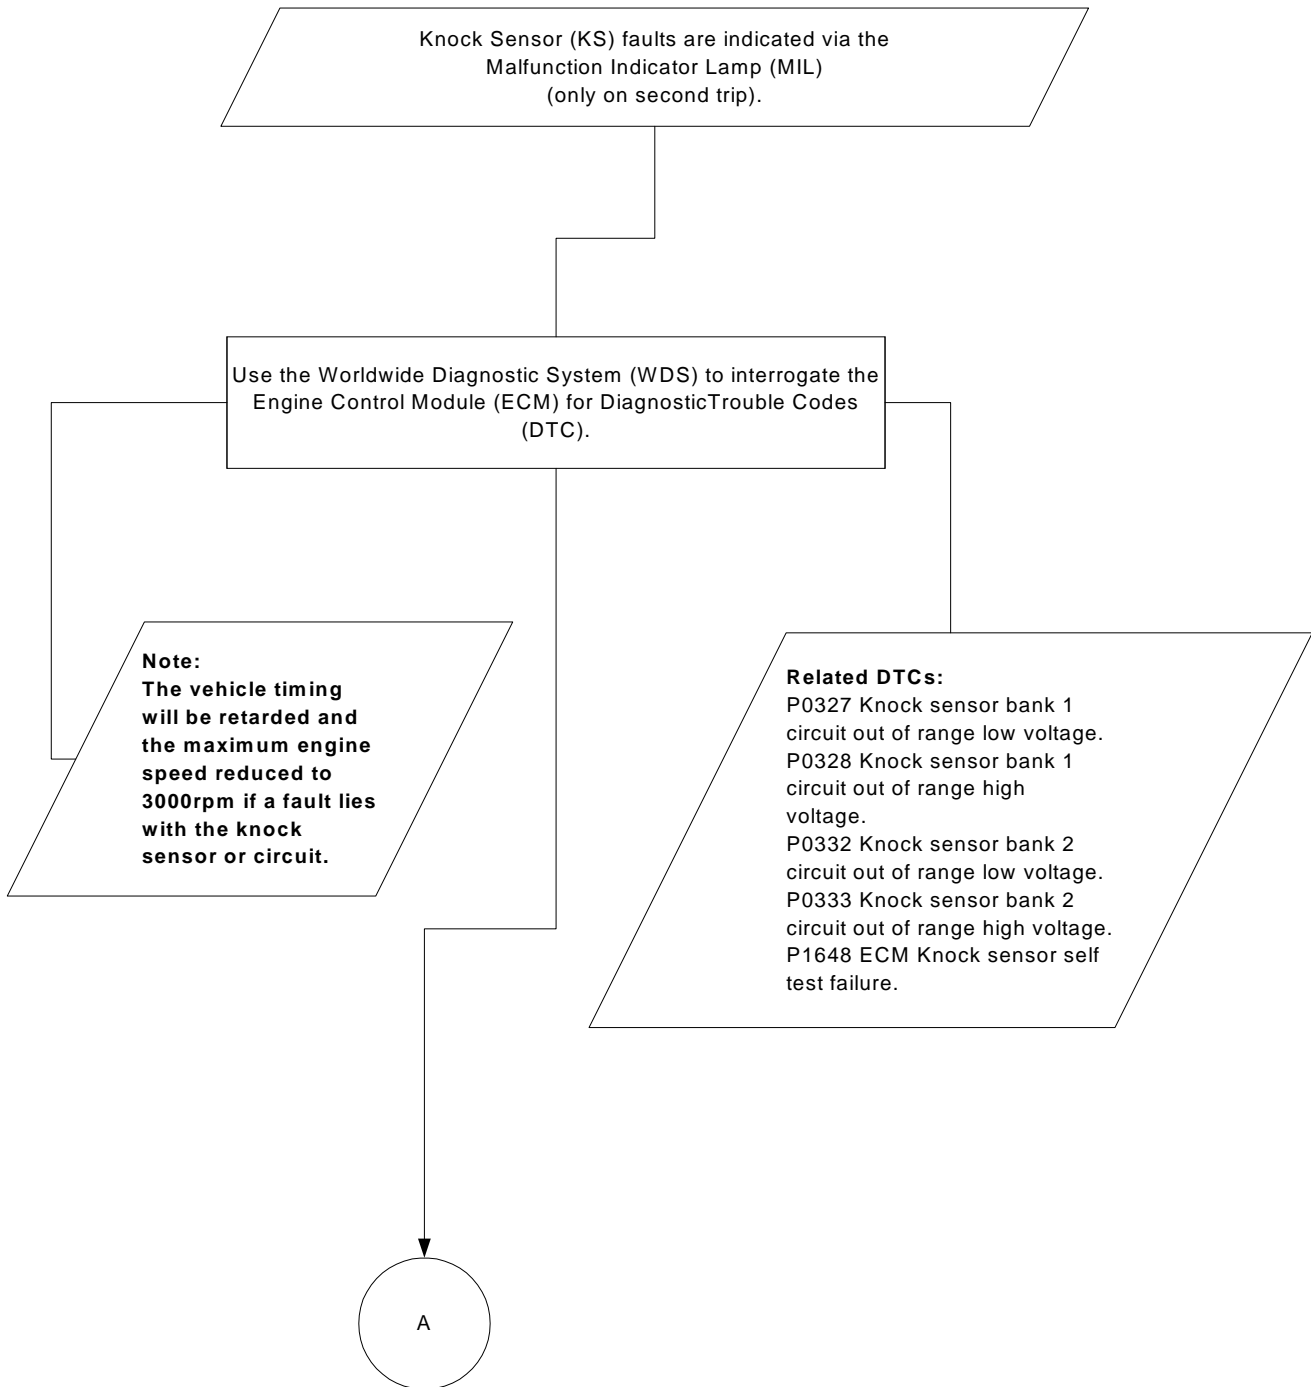 Knock Sensor (KS) faults are indicated via the
Malfunction Indicator Lamp (MIL)
(only on second trip).
Use the Worldwide Diagnostic System (WDS) to interrogate the
Engine Control Module (ECM) for DiagnosticTrouble Codes
(DTC).
Note:
The vehicle timing
will be retarded and
the maximum engine
speed reduced to
3000rpm if a fault lies
with the knock
sensor or circuit.
Related DTCs:
P0327 Knock sensor bank 1
circuit out of range low voltage.
P0328 Knock sensor bank 1
circuit out of range high
voltage.
P0332 Knock sensor bank 2
circuit out of range low voltage.
P0333 Knock sensor bank 2
circuit out of range high voltage.
P1648 ECM Knock sensor self
test failure.
A